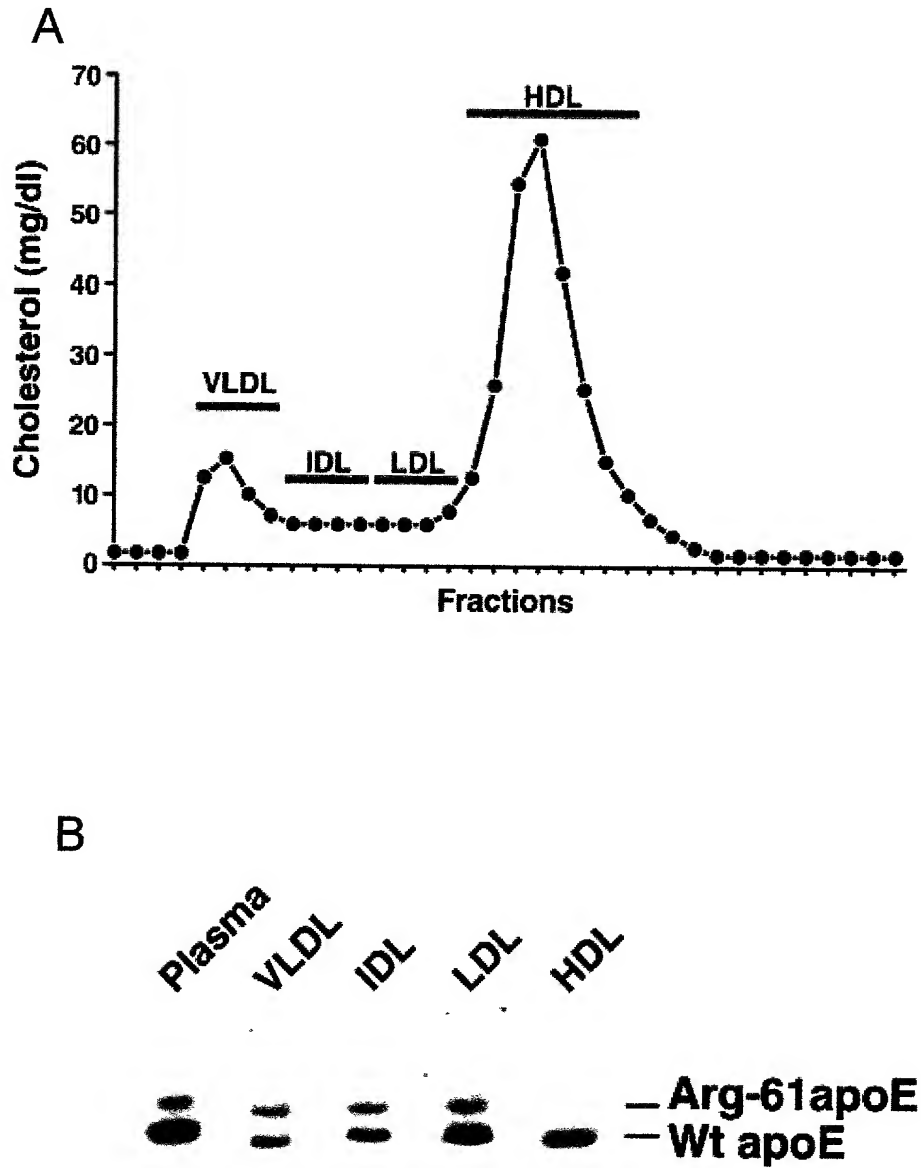 A
70
60
50
40
30
20
10
0
Cholesterol (mg/dl)
VLDL
IDL
LDL
HDL
Fractions
B
Plasma
VLDL
IDL
LDL
HDL
Arg-61apoE
Wt apoE